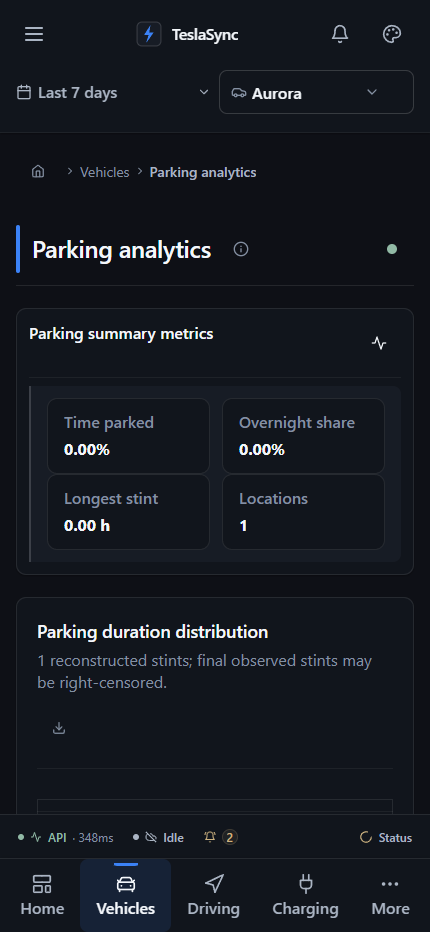 TeslaSync
Last 7 days
Aurora
Vehicles
Parking analytics
Parking analytics
Parking summary metrics
Time parked
0.00%
Overnight share
0.00%
Longest stint
0.00 h
Locations
1
Parking duration distribution
1 reconstructed stints; final observed stints may
be right-censored.
API · 348ms
Idle
2
Status
Home
Vehicles
Driving
Charging
More